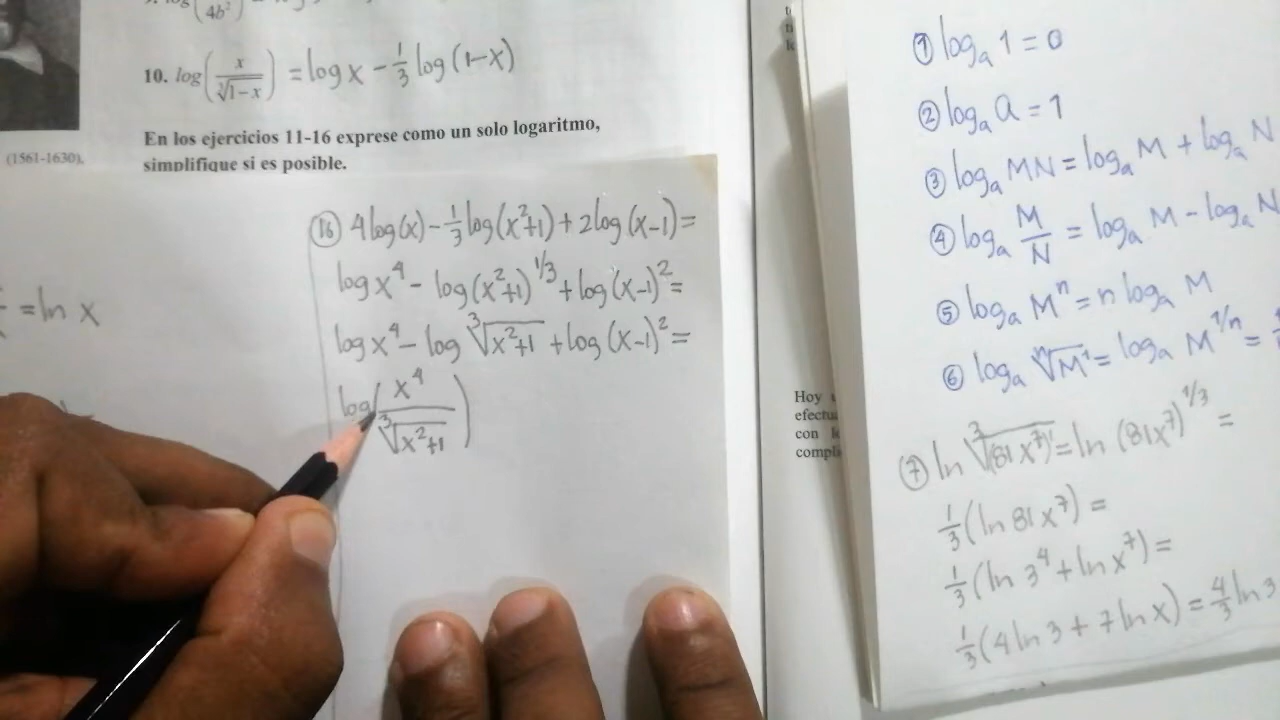 4b²
10. log(x/∛1-x) = log x - 1/3 log (1-x)
En los ejercicios 11-16 exprese como un solo logaritmo,
simplifique si es posible.
(1561-1630),
= ln x
⑯ 4log(x) - 1/3 log(x²+1) + 2log(x-1) =
log x⁴ - log(x²+1)^1/3 + log(x-1)² =
log x⁴ - log ∛x²+1 + log(x-1)² =
log(x⁴/∛x²+1)
Hoy
efectu
con
compl
① logₐ 1 = 0
② logₐ a = 1
③ logₐ MN = logₐ M + logₐ N
④ logₐ M/N = logₐ M - logₐ N
⑤ logₐ Mⁿ = n logₐ M
⑥ logₐ ⁿ√M = logₐ M^1/n =
⑦ ln ∛(81x⁷) = ln (81x⁷)^1/3 =
1/3(ln 81x⁷) =
1/3(ln 3⁴ + ln x⁷) =
1/3(4 ln 3 + 7 ln x) = 4/3 ln 3